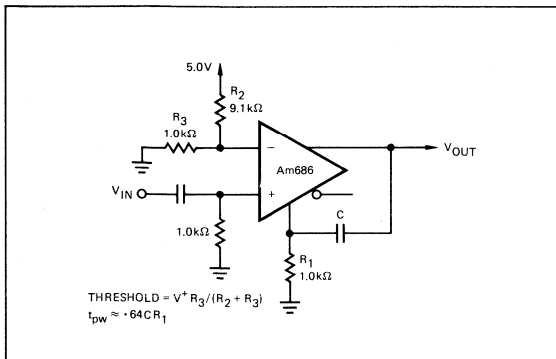 5.0V
R2
9.1kΩ
R3
1.0kΩ
−
Am686
VOUT
VIN
+
C
1.0kΩ
R1
1.0kΩ
THRESHOLD = V+ R3/(R2 + R3)
tpw ≈ ·64CR1